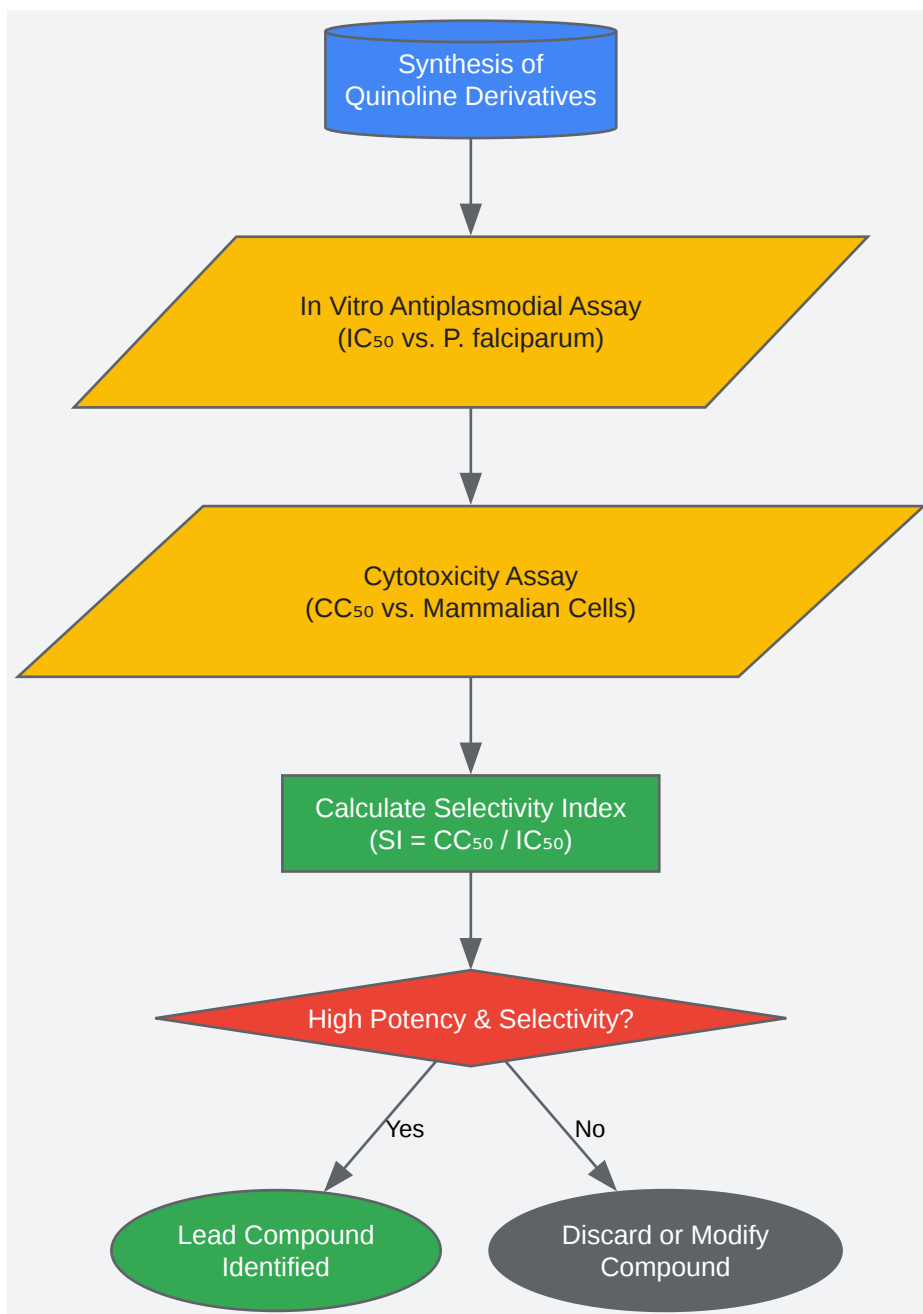 Synthesis of
Quinoline Derivatives
In Vitro Antiplasmodial Assay
(IC₅₀ vs. P. falciparum)
Cytotoxicity Assay
(CC₅₀ vs. Mammalian Cells)
Calculate Selectivity Index
(SI = CC₅₀ / IC₅₀)
High Potency & Selectivity?
Yes
No
Lead Compound
Identified
Discard or Modify
Compound